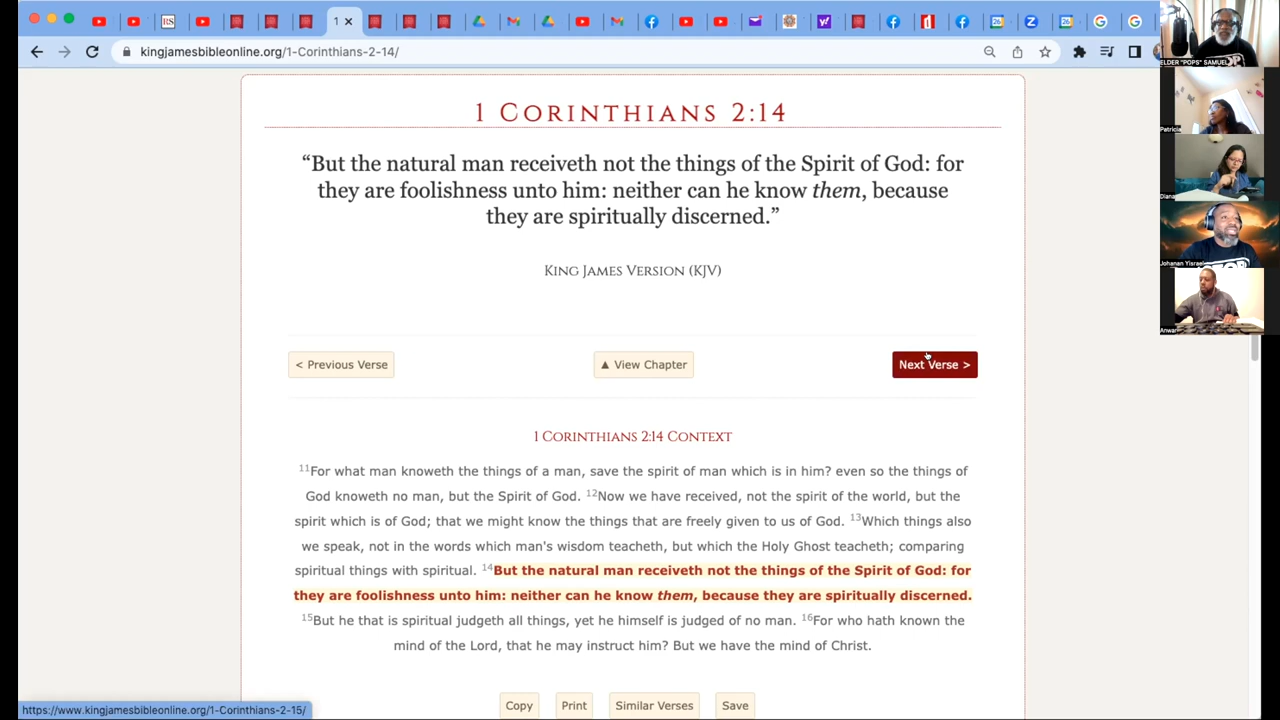 1
26
26
kingjamesbibleonline.org/1-Corinthians-2-14/
ELDER "POPS" SAMUEL
Patricia
Diana
Johanan Yisrael
Anwar
1 Corinthians 2:14
“But the natural man receiveth not the things of the Spirit of God: for
they are foolishness unto him: neither can he know them, because
they are spiritually discerned.”
King James Version (KJV)
< Previous Verse
▲ View Chapter
Next Verse >
1 Corinthians 2:14 Context
11For what man knoweth the things of a man, save the spirit of man which is in him? even so the things of
God knoweth no man, but the Spirit of God. 12Now we have received, not the spirit of the world, but the
spirit which is of God; that we might know the things that are freely given to us of God. 13Which things also
we speak, not in the words which man's wisdom teacheth, but which the Holy Ghost teacheth; comparing
spiritual things with spiritual. 14But the natural man receiveth not the things of the Spirit of God: for
they are foolishness unto him: neither can he know them, because they are spiritually discerned.
15But he that is spiritual judgeth all things, yet he himself is judged of no man. 16For who hath known the
mind of the Lord, that he may instruct him? But we have the mind of Christ.
Copy
Print
Similar Verses
Save
https://www.kingjamesbibleonline.org/1-Corinthians-2-15/